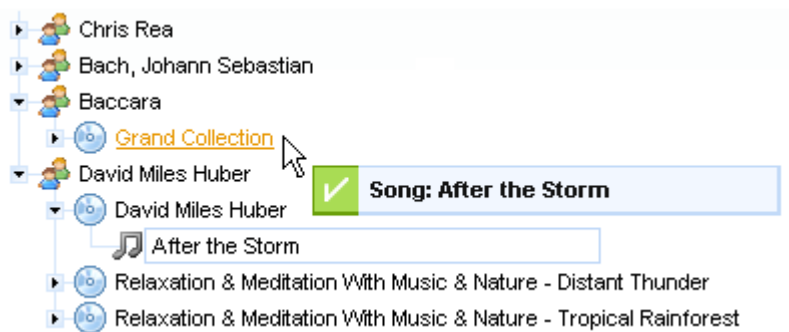 Chris Rea
Bach, Johann Sebastian
Baccara
Grand Collection
David Miles Huber
Song: After the Storm
David Miles Huber
After the Storm
Relaxation & Meditation With Music & Nature - Distant Thunder
Relaxation & Meditation With Music & Nature - Tropical Rainforest